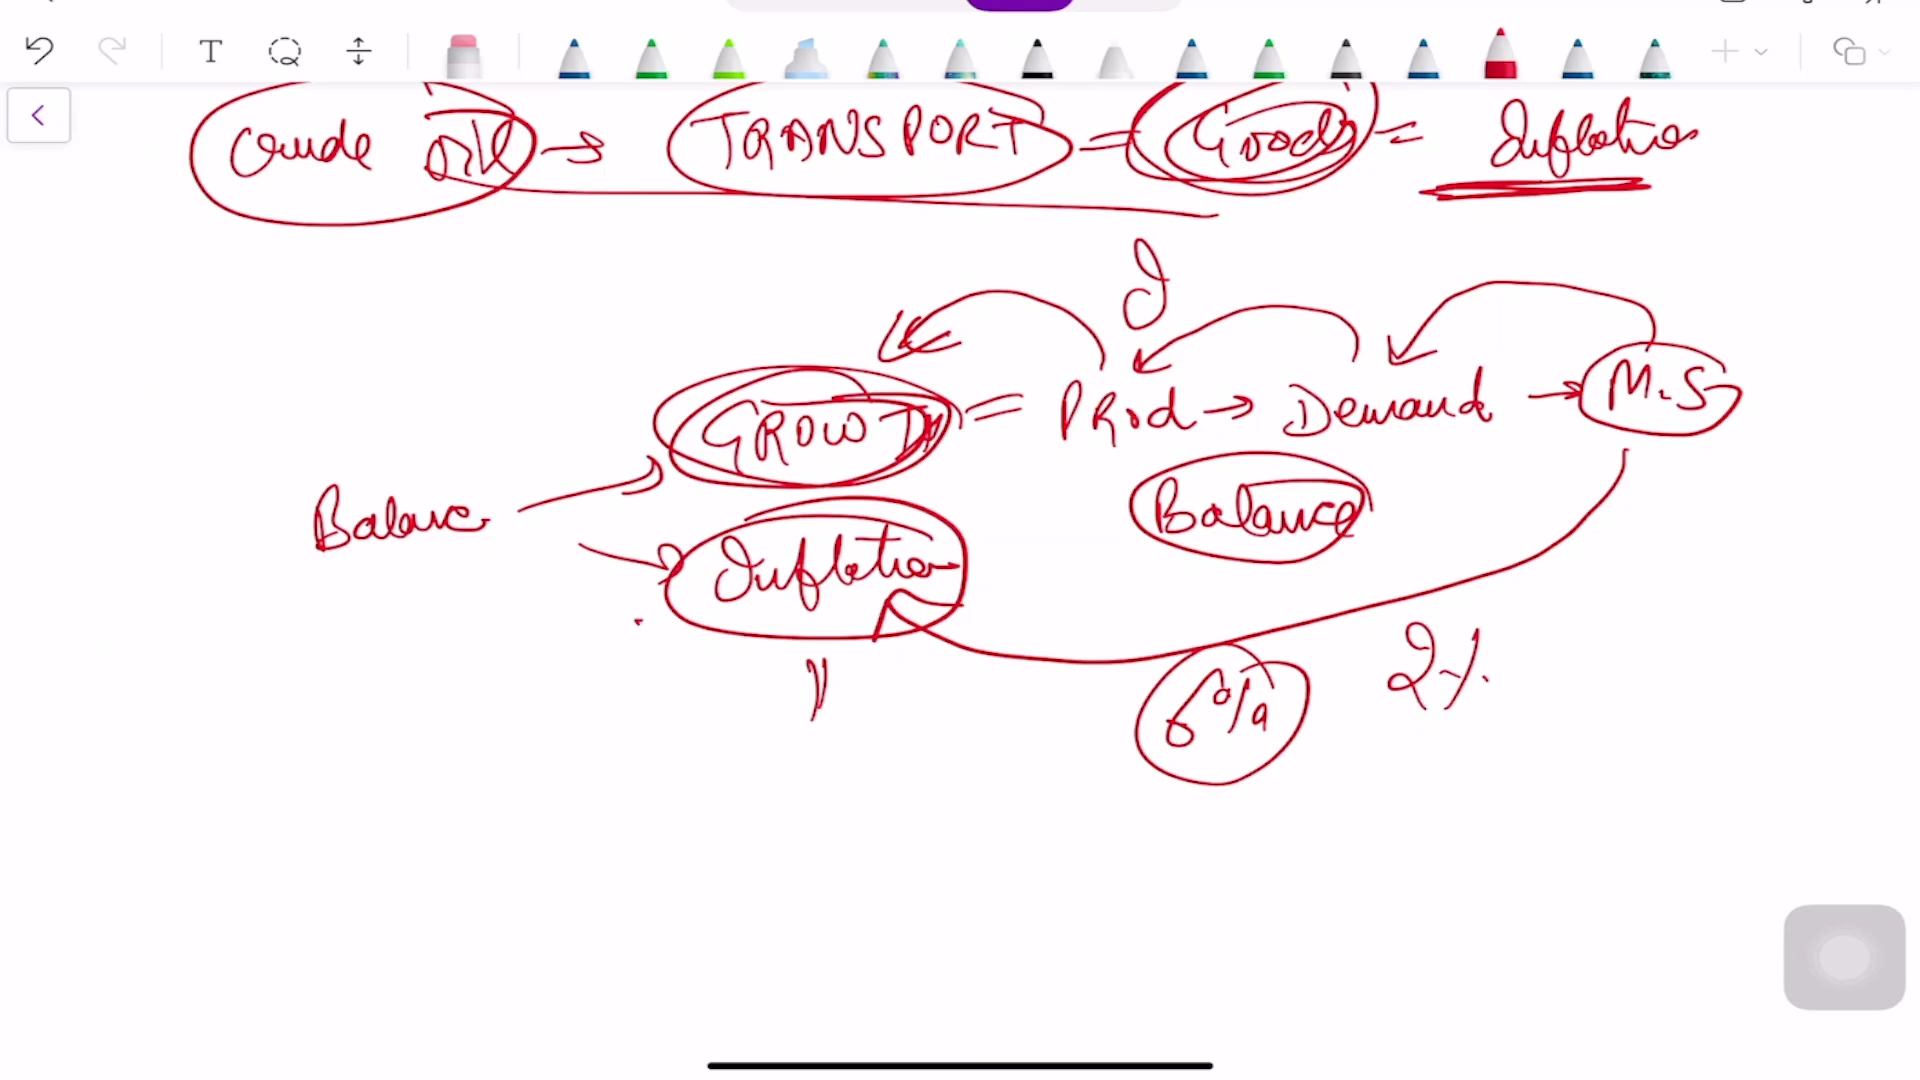 T
Crude oil → TRANSPORT = Goods = Inflation
GROWTH = PRod → Demand → M.S
Balance
Balance
Inflation
6%
2%